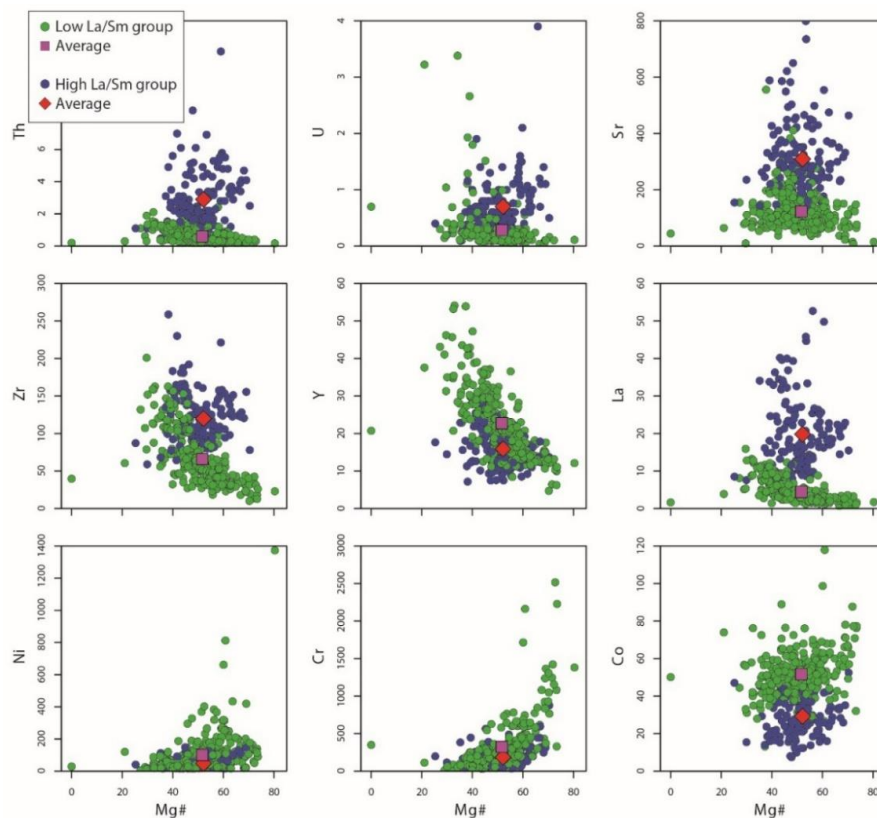 Low La/Sm group
Average
High La/Sm group
Average
Th
0 2 4 6
U
0 1 2 3 4
Sr
0 200 400 600 800
Zr
0 50 100 150 200 250 300
Y
0 10 20 30 40 50 60
La
0 10 20 30 40 50 60
Ni
0 200 400 600 800 1000 1200 1400
0 20 40 60 80
Mg#
Cr
0 500 1000 1500 2000 2500 3000
0 20 40 60 80
Mg#
Co
0 20 40 60 80 100 120
0 20 40 60 80
Mg#